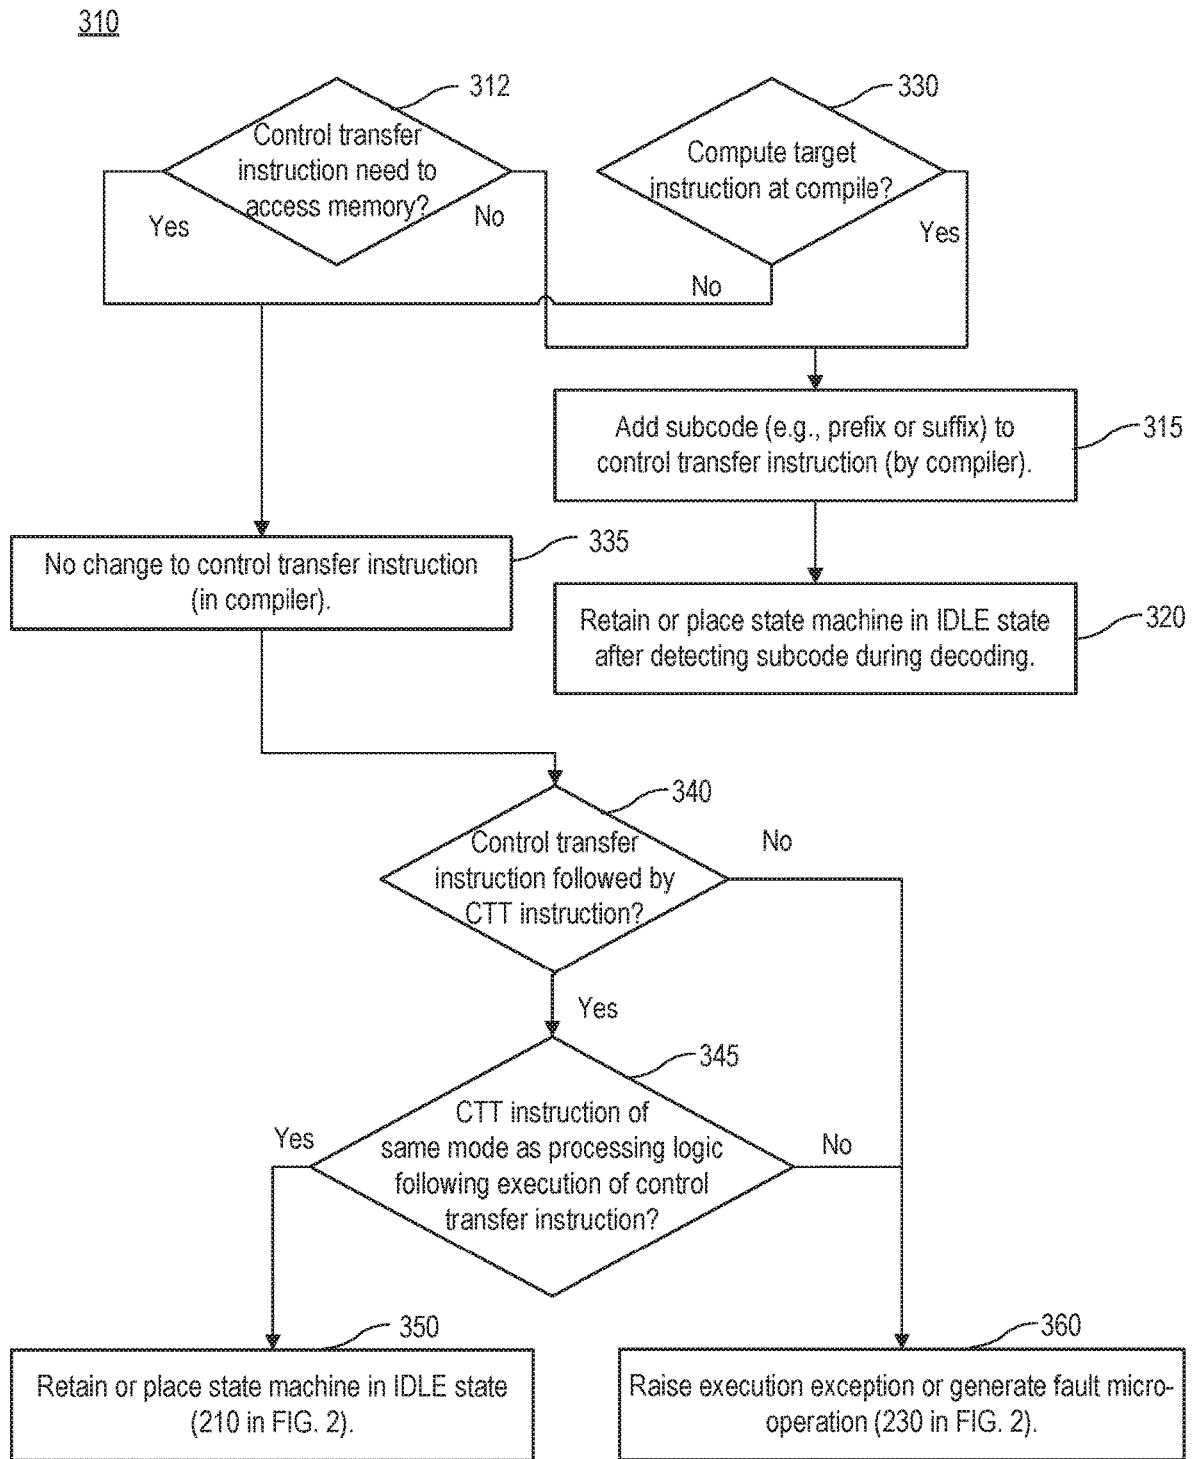 310
312
Control transfer
instruction need to
access memory?
Yes
No
330
Compute target
instruction at compile?
Yes
No
Add subcode (e.g., prefix or suffix) to
control transfer instruction (by compiler).
315
No change to control transfer instruction
(in compiler).
335
Retain or place state machine in IDLE state
after detecting subcode during decoding.
320
340
Control transfer
instruction followed by
CTT instruction?
No
Yes
345
CTT instruction of
same mode as processing logic
following execution of control
transfer instruction?
Yes
No
350
Retain or place state machine in IDLE state
(210 in FIG. 2).
360
Raise execution exception or generate fault micro-
operation (230 in FIG. 2).